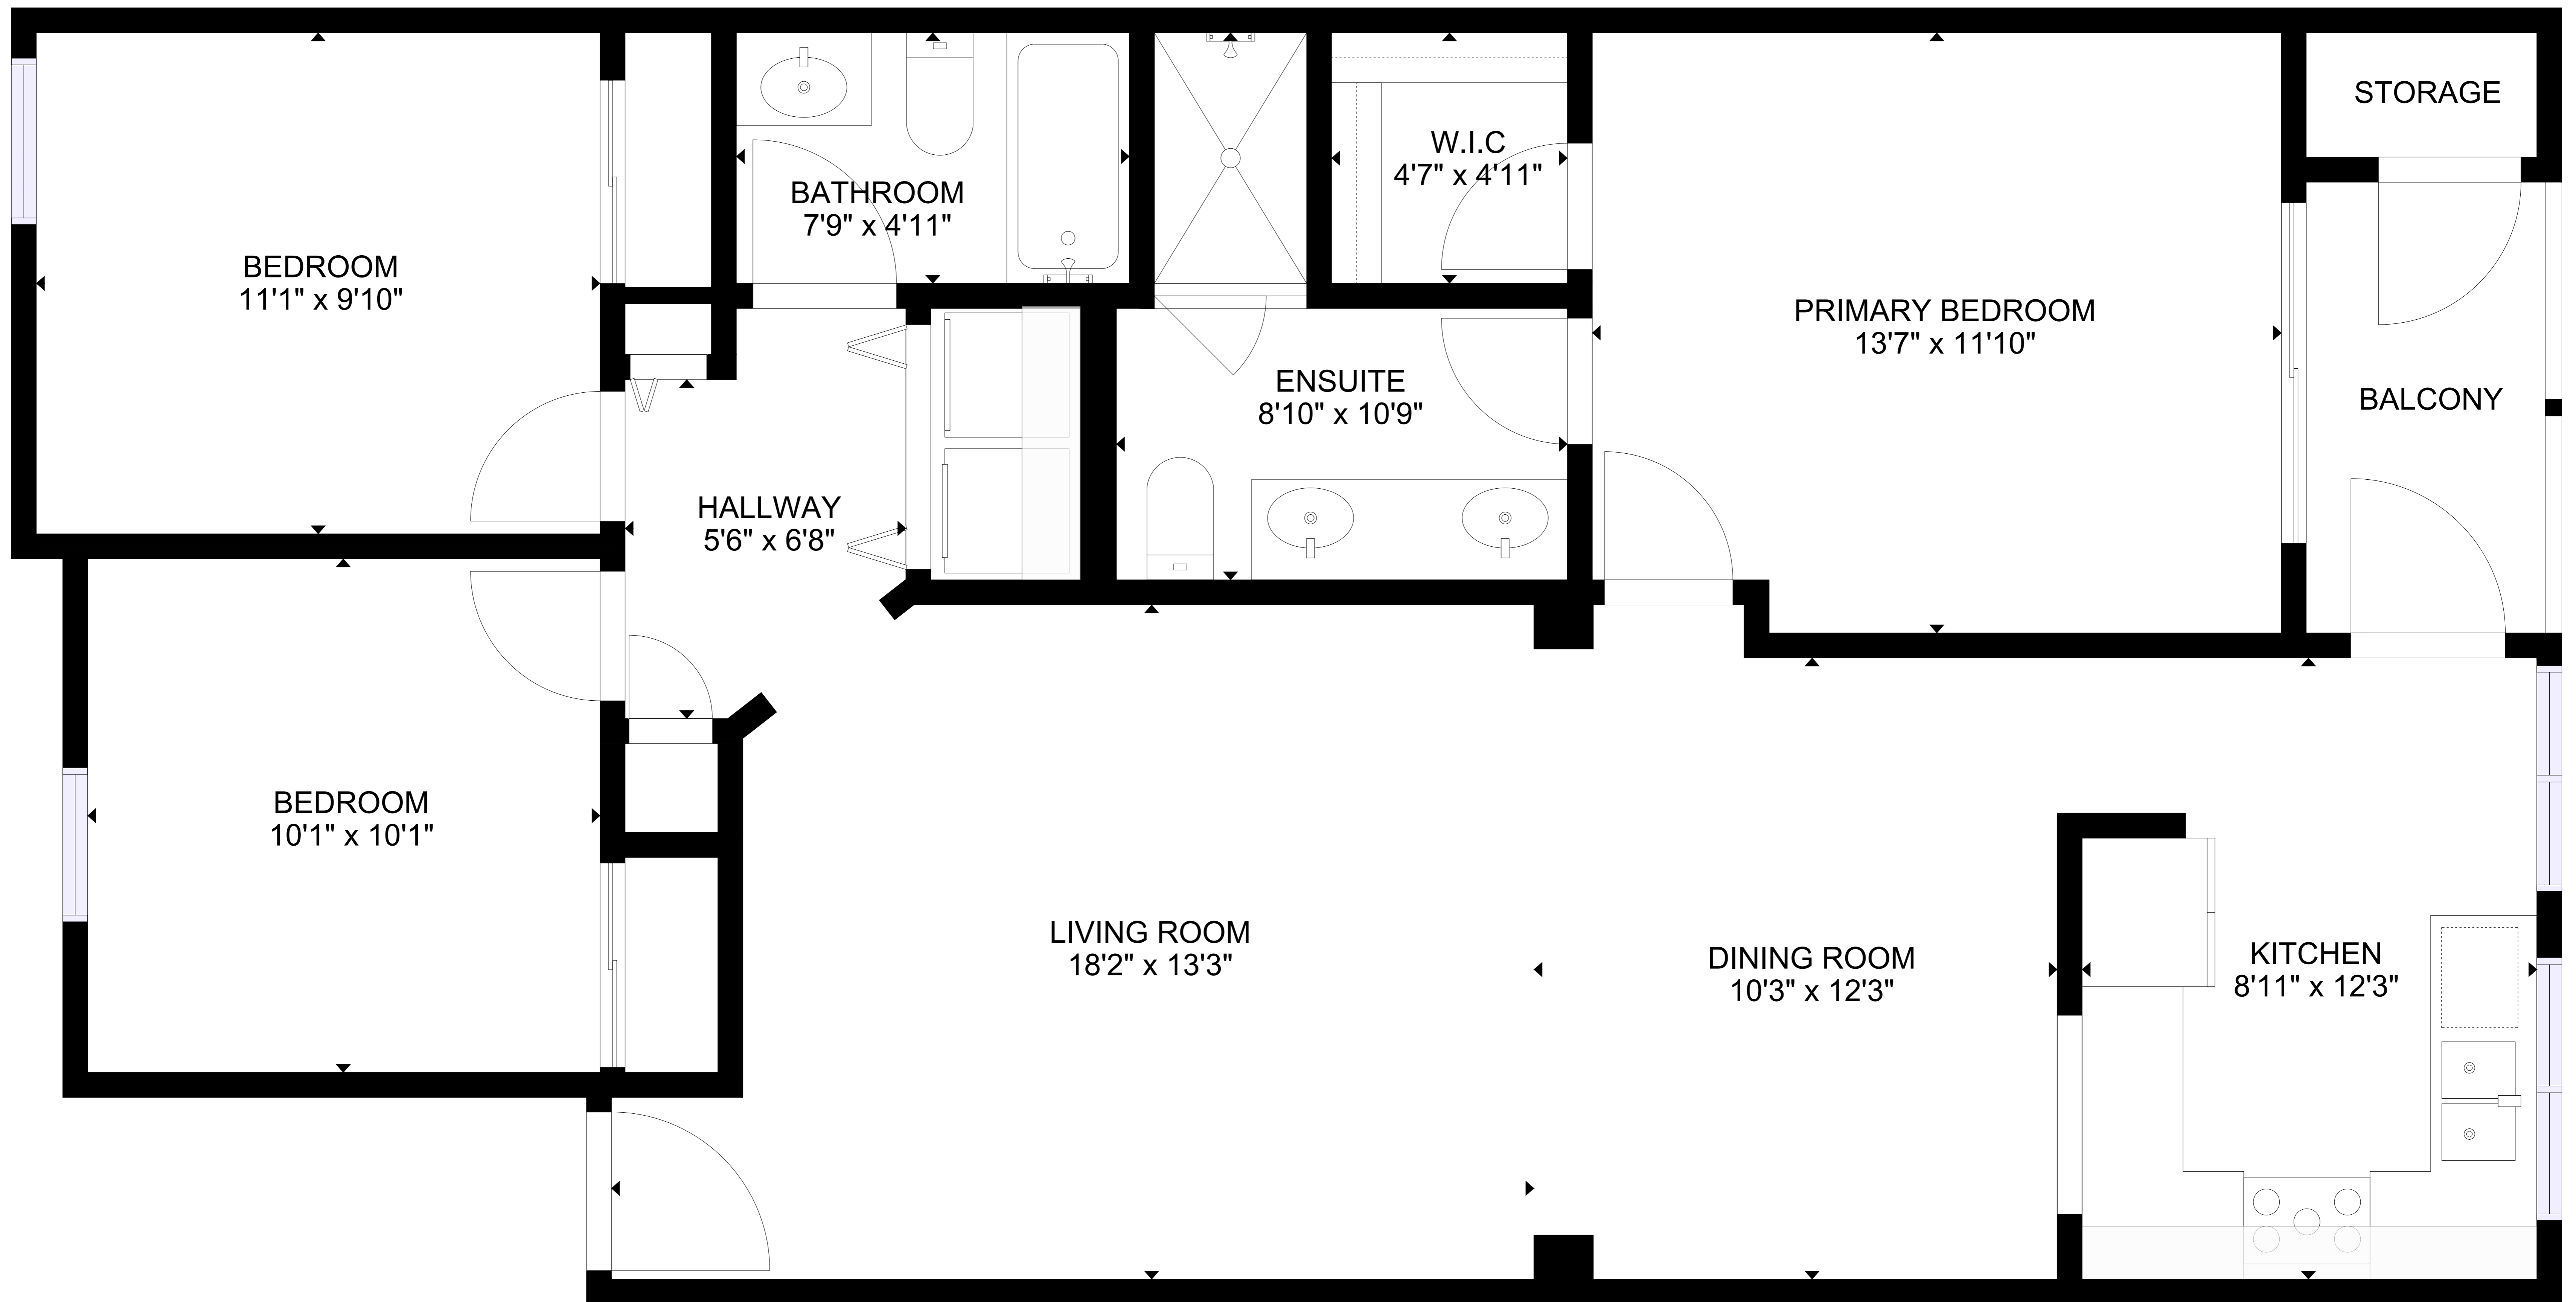 STORAGE
W.I.C
4'7" x 4'11"
BATHROOM
7'9" x 4'11"
BEDROOM
11'1" x 9'10"
PRIMARY BEDROOM
13'7" x 11'10"
ENSUITE
8'10" x 10'9"
BALCONY
HALLWAY
5'6" x 6'8"
BEDROOM
10'1" x 10'1"
LIVING ROOM
18'2" x 13'3"
DINING ROOM
10'3" x 12'3"
KITCHEN
8'11" x 12'3"